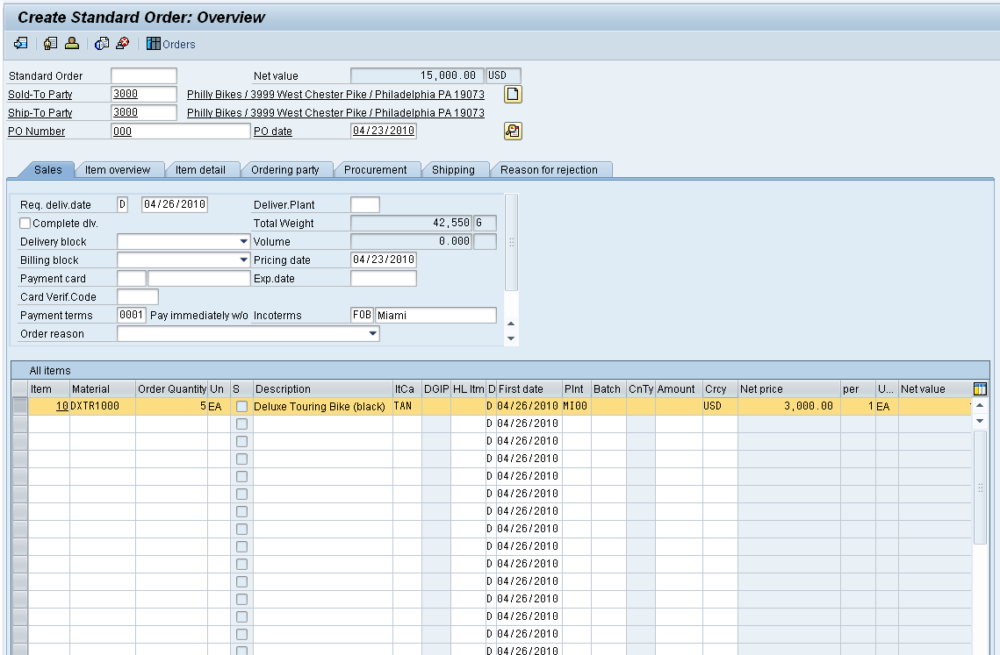 Create Standard Order: Overview
Orders
Standard Order Net value 15,000.00 USD
Sold-To Party 3000 Philly Bikes / 3999 West Chester Pike / Philadelphia PA 19073
Ship-To Party 3000 Philly Bikes / 3999 West Chester Pike / Philadelphia PA 19073
PO Number 000 PO date 04/23/2010
Sales Item overview Item detail Ordering party Procurement Shipping Reason for rejection
Req. deliv.date D 04/26/2010 Deliver.Plant
Complete dlv. Total Weight 42,550 G
Delivery block Volume 0.000
Billing block Pricing date 04/23/2010
Payment card Exp.date
Card Verif.Code
Payment terms 0001 Pay immediately w/o Incoterms FOB Miami
Order reason
All items
Item Material Order Quantity Un S Description ItCa DGIP HL Itm D First date Plnt Batch CnTy Amount Crcy Net price per U... Net value
10 DXTR1000 5 EA Deluxe Touring Bike (black) TAN D 04/26/2010 MI00 USD 3,000.00 1 EA
D 04/26/2010
D 04/26/2010
D 04/26/2010
D 04/26/2010
D 04/26/2010
D 04/26/2010
D 04/26/2010
D 04/26/2010
D 04/26/2010
D 04/26/2010
D 04/26/2010
D 04/26/2010
D 04/26/2010
D 04/26/2010